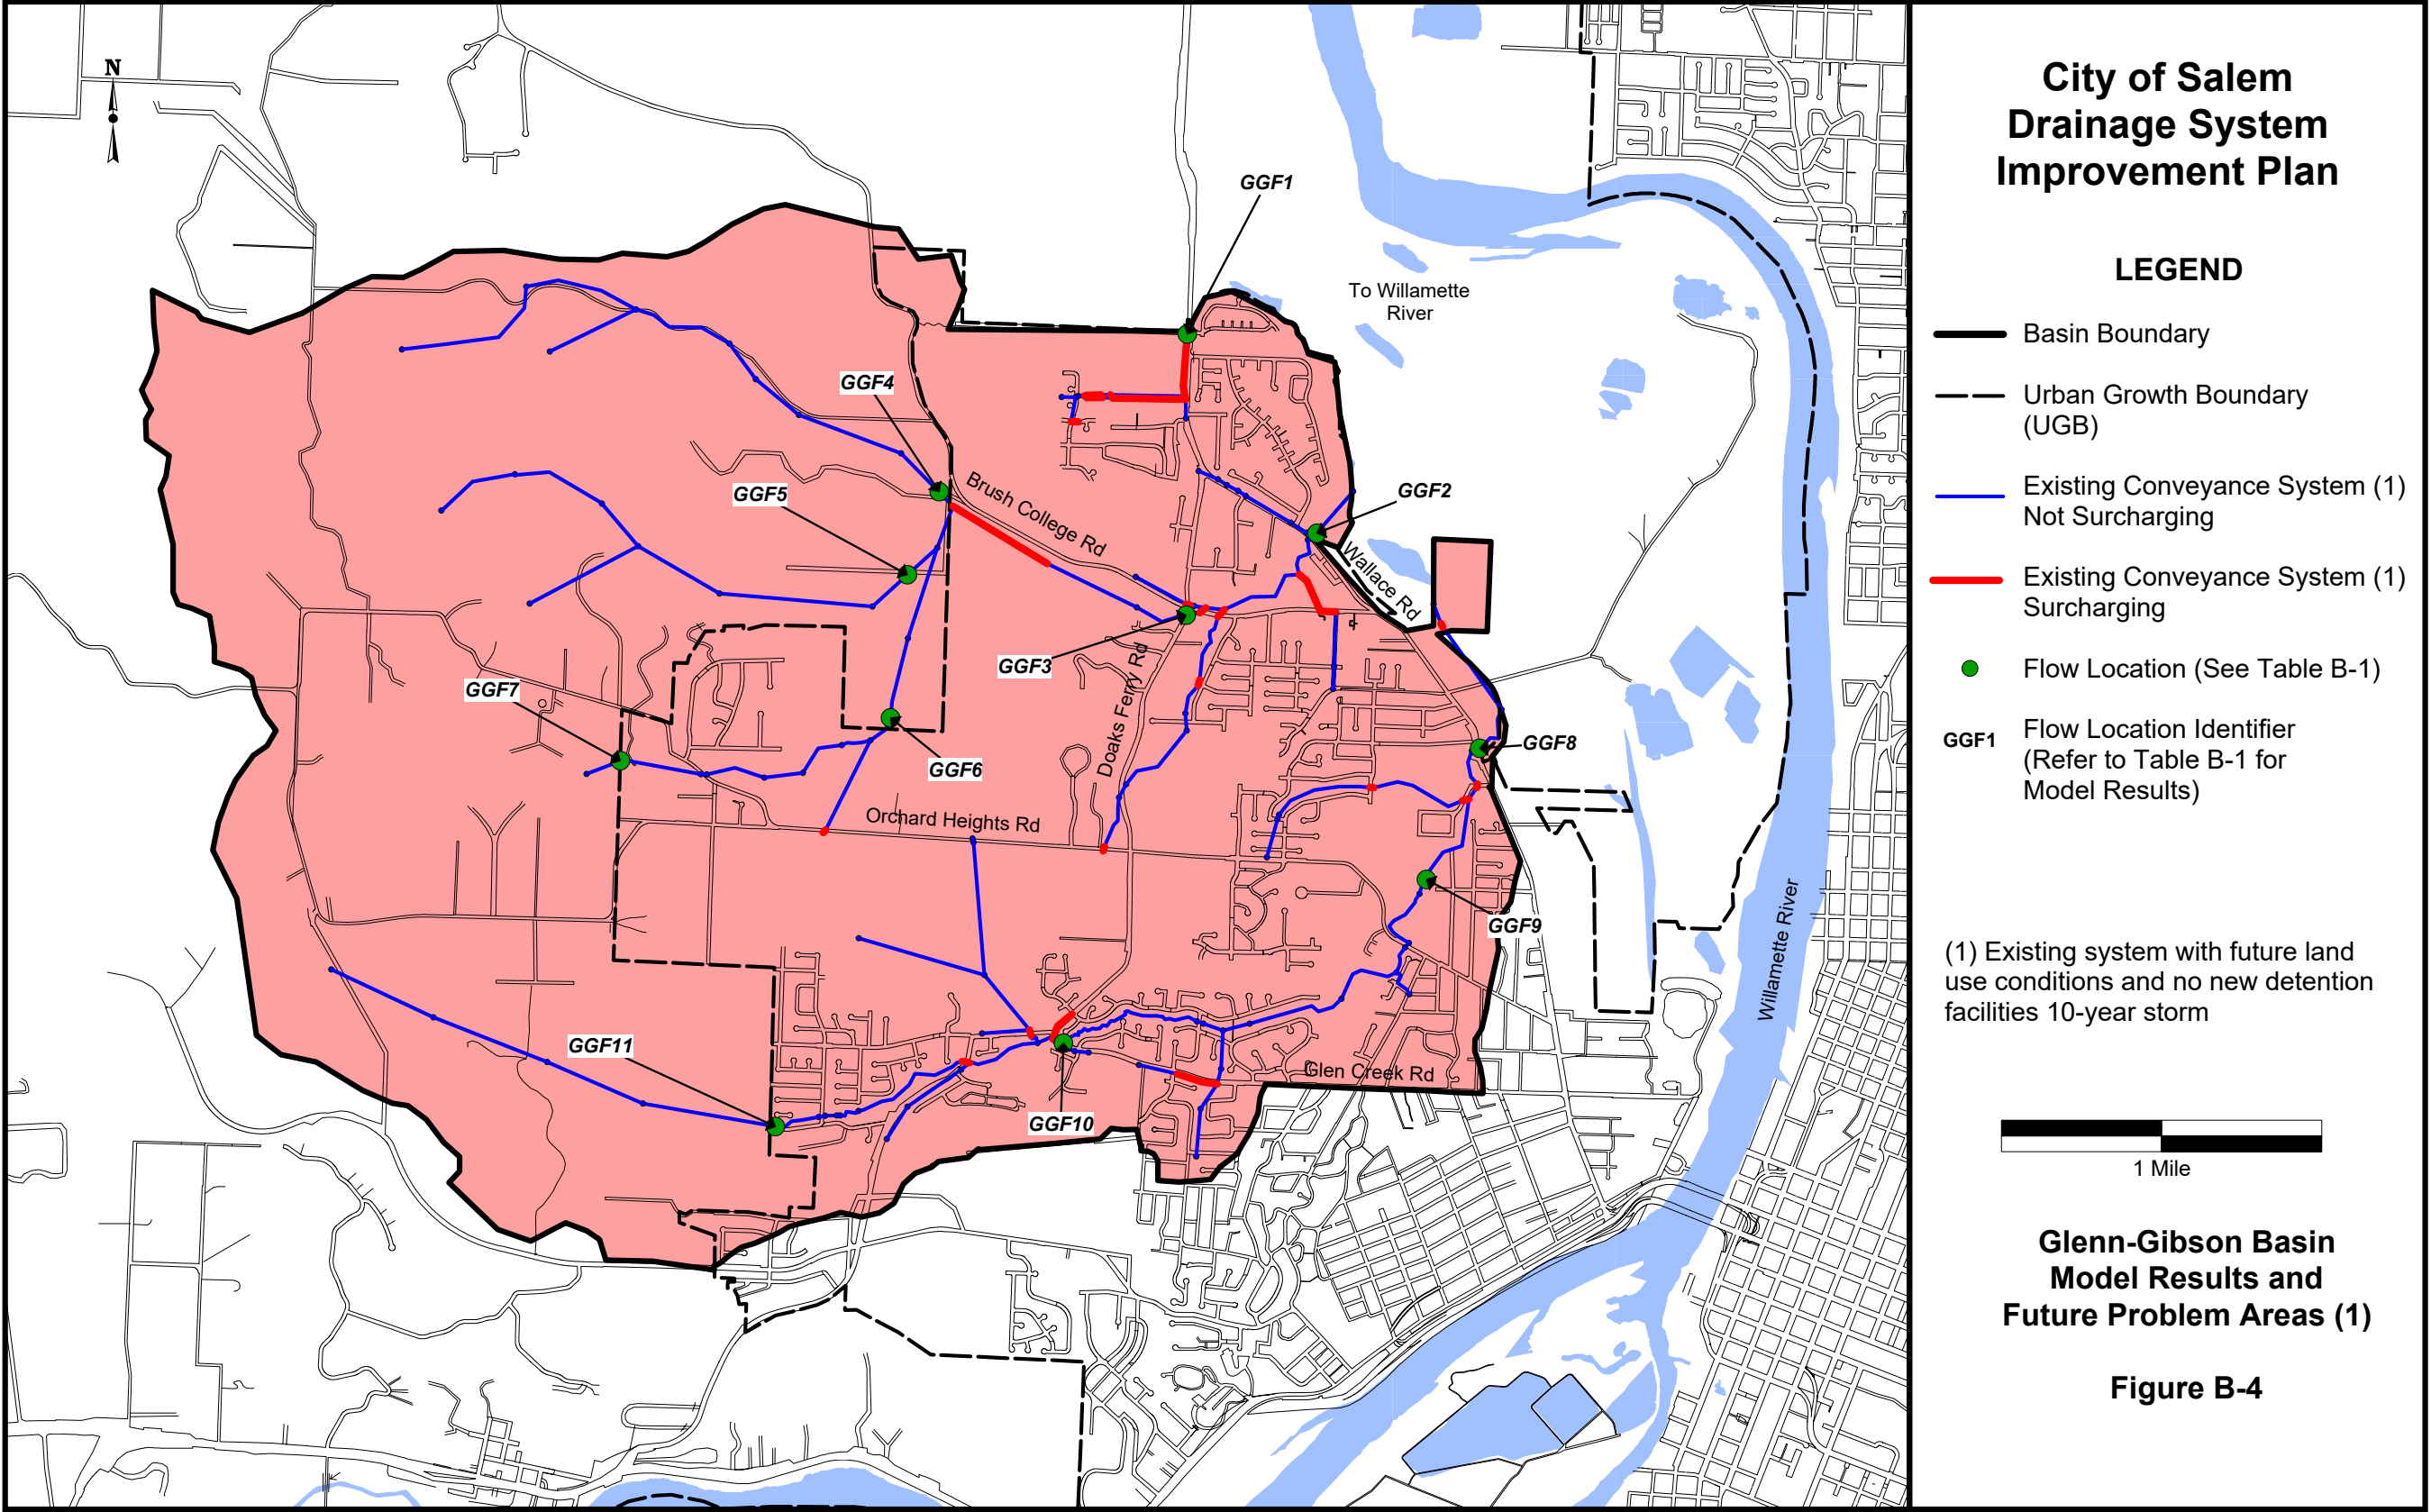 N
GGF1
To Willamette
River
GGF4
GGF5
Brush College Rd
GGF2
Wallace Rd
GGF3
Doaks Ferry Rd
GGF7
GGF6
GGF8
Orchard Heights Rd
GGF9
Willamette River
GGF11
Glen Creek Rd
GGF10
City of Salem
Drainage System
Improvement Plan
LEGEND
Basin Boundary
Urban Growth Boundary
(UGB)
Existing Conveyance System (1)
Not Surcharging
Existing Conveyance System (1)
Surcharging
Flow Location (See Table B-1)
GGF1
Flow Location Identifier
(Refer to Table B-1 for
Model Results)
(1) Existing system with future land
use conditions and no new detention
facilities 10-year storm
1 Mile
Glenn-Gibson Basin
Model Results and
Future Problem Areas (1)
Figure B-4